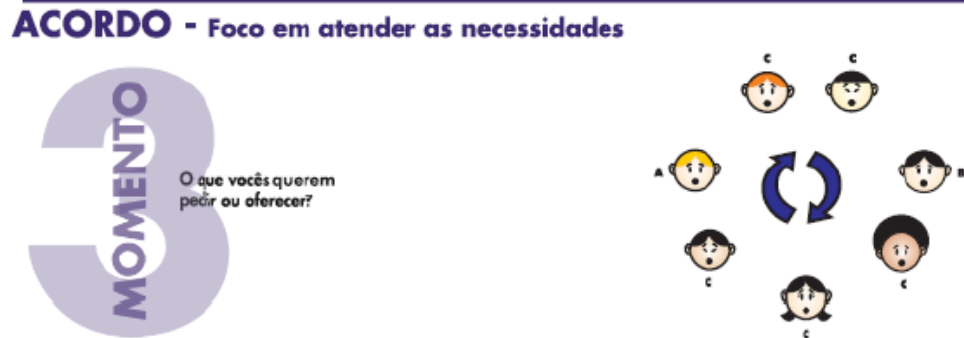 ACORDO - Foco em atender as necessidades
3
MOMENTO
O que vocês querem
pedir ou oferecer?
C C
A B
C C
C